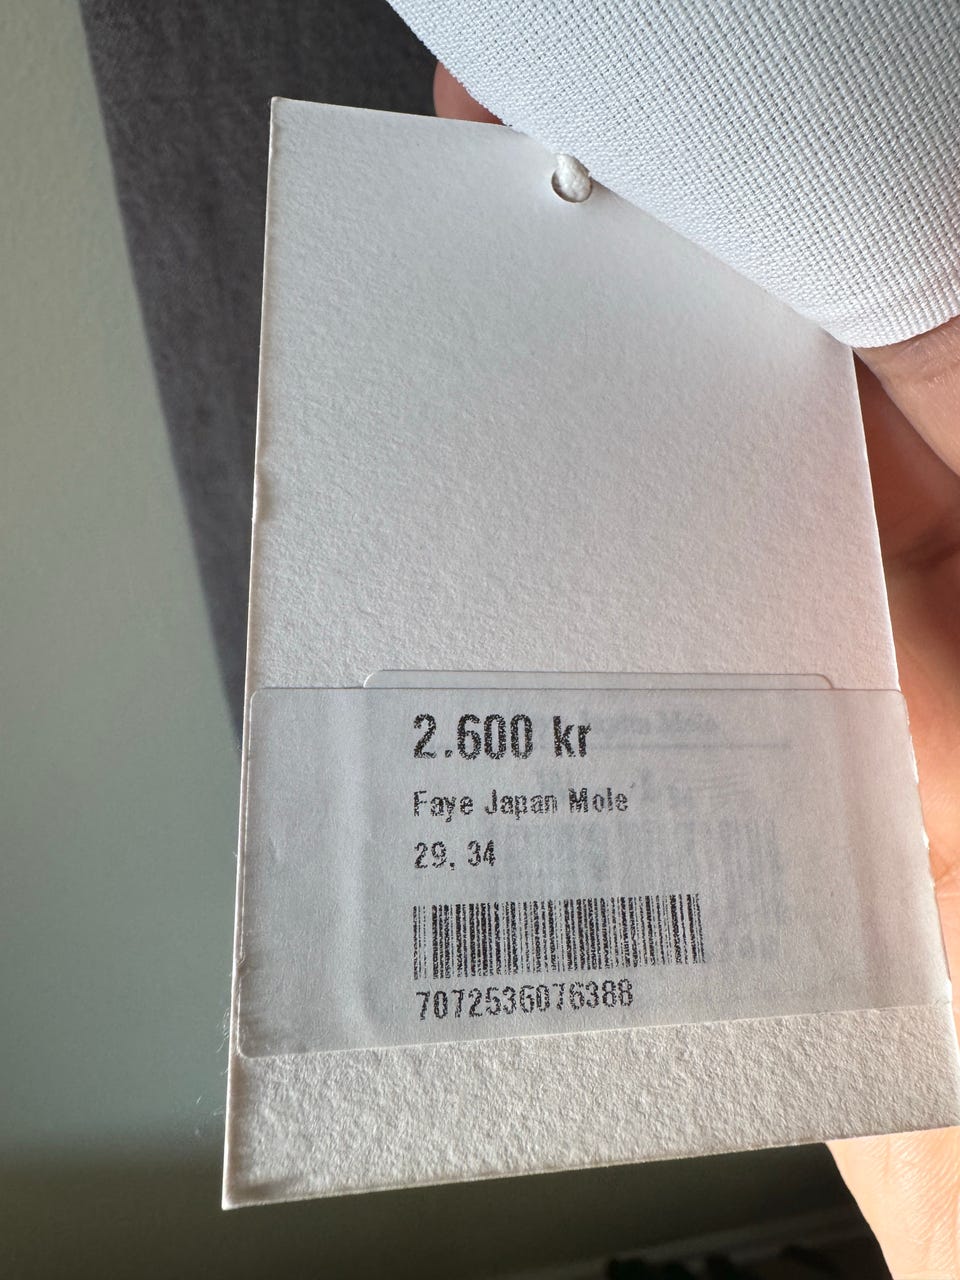 2.600 kr
Faye Japan Mole
29, 34
7072536076388